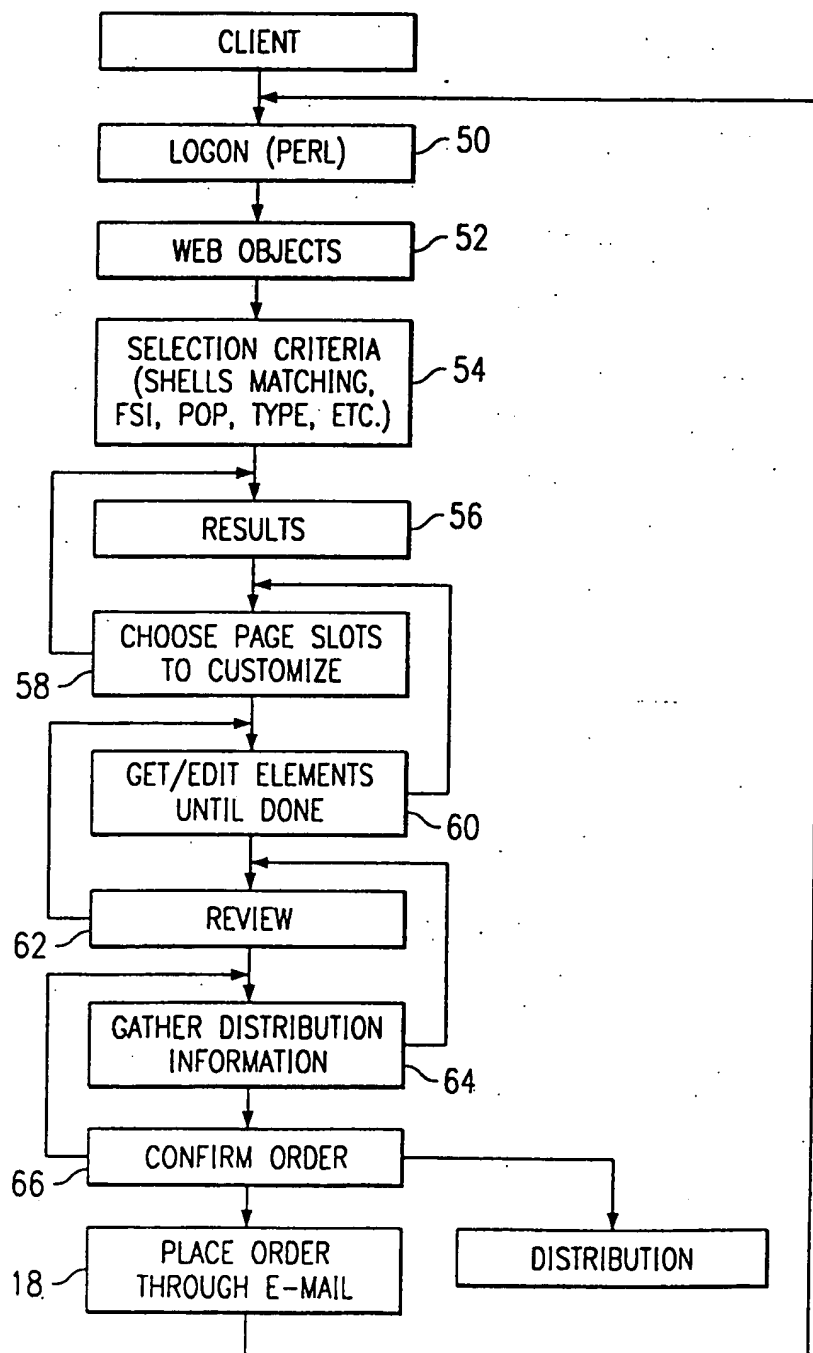 CLIENT
LOGON (PERL)
50
WEB OBJECTS
52
SELECTION CRITERIA
(SHELLS MATCHING,
FSI, POP, TYPE, ETC.)
54
RESULTS
56
CHOOSE PAGE SLOTS
TO CUSTOMIZE
58
GET/EDIT ELEMENTS
UNTIL DONE
60
REVIEW
62
GATHER DISTRIBUTION
INFORMATION
64
CONFIRM ORDER
66
PLACE ORDER
THROUGH E-MAIL
18
DISTRIBUTION